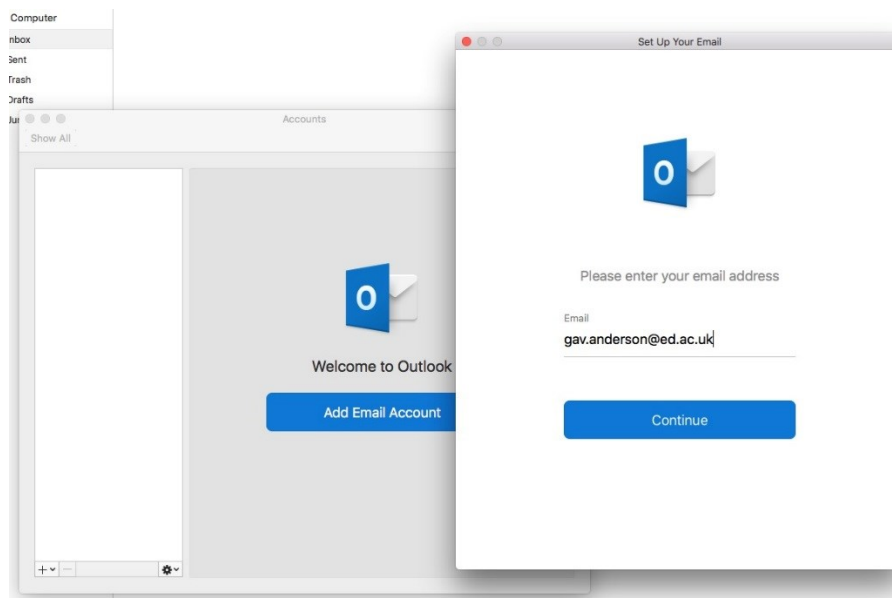 Computer
nbox
Sent
Trash
Drafts
Jun
Accounts
Show All
O
Welcome to Outlook
Add Email Account
Set Up Your Email
O
Please enter your email address
Email
gav.anderson@ed.ac.uk
Continue